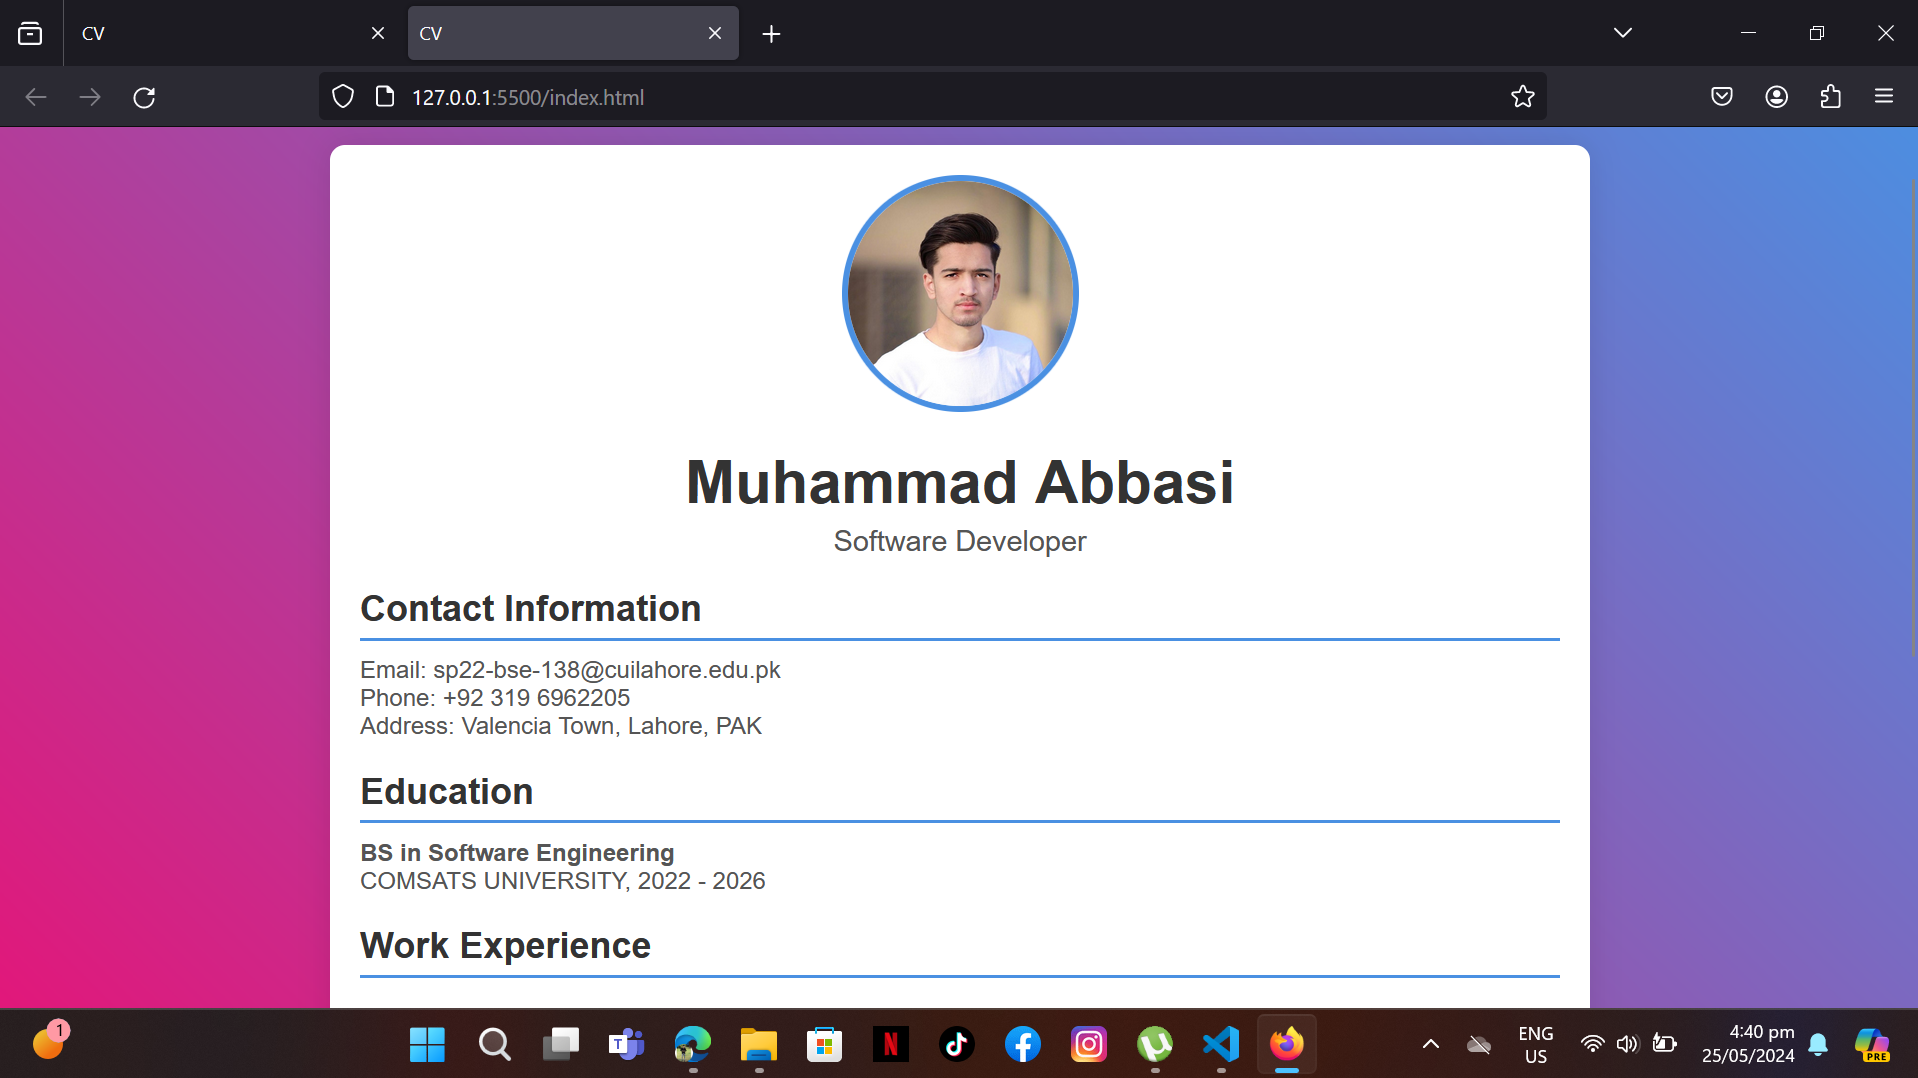 CV
CV
127.0.0.1:5500/index.html
Muhammad Abbasi
Software Developer
Contact Information
Email: sp22-bse-138@cuilahore.edu.pk
Phone: +92 319 6962205
Address: Valencia Town, Lahore, PAK
Education
BS in Software Engineering
COMSATS UNIVERSITY, 2022 - 2026
Work Experience
1
T
N
ENG
US
4:40 pm
25/05/2024
PRE